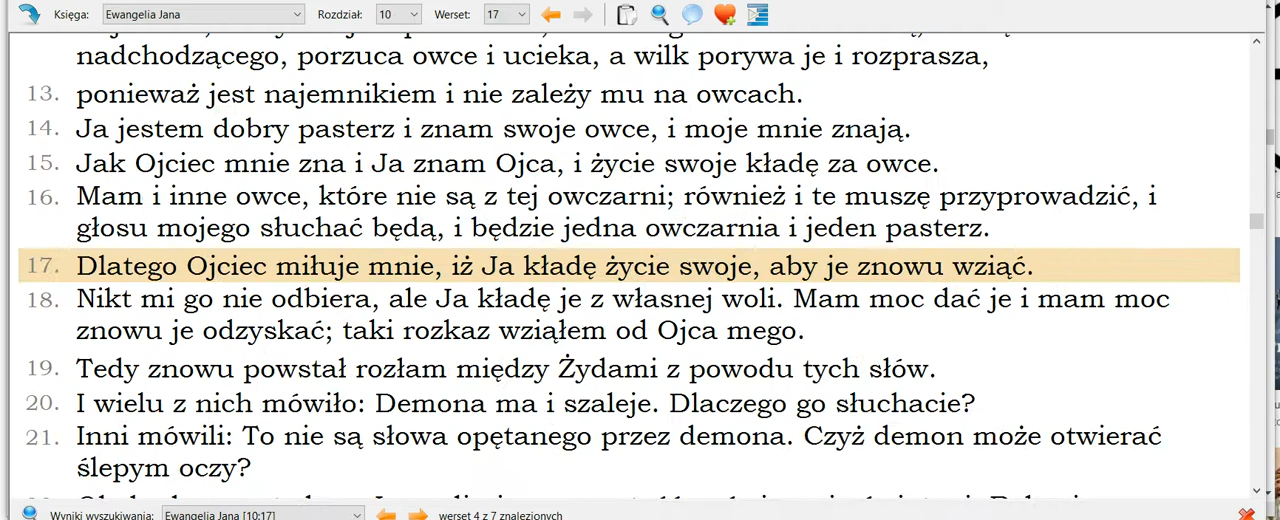 Księga: Ewangelia Jana Rozdział: 10 Werset: 17
nadchodzącego, porzuca owce i ucieka, a wilk porywa je i rozprasza,
13. ponieważ jest najemnikiem i nie zależy mu na owcach.
14. Ja jestem dobry pasterz i znam swoje owce, i moje mnie znają.
15. Jak Ojciec mnie zna i Ja znam Ojca, i życie swoje kładę za owce.
16. Mam i inne owce, które nie są z tej owczarni; również i te muszę przyprowadzić, i
głosu mojego słuchać będą, i będzie jedna owczarnia i jeden pasterz.
17. Dlatego Ojciec miłuje mnie, iż Ja kładę życie swoje, aby je znowu wziąć.
18. Nikt mi go nie odbiera, ale Ja kładę je z własnej woli. Mam moc dać je i mam moc
znowu je odzyskać; taki rozkaz wziąłem od Ojca mego.
19. Tedy znowu powstał rozłam między Żydami z powodu tych słów.
20. I wielu z nich mówiło: Demona ma i szaleje. Dlaczego go słuchacie?
21. Inni mówili: To nie są słowa opętanego przez demona. Czyż demon może otwierać
ślepym oczy?
Wyniki wyszukiwania: Ewangelia Jana [10:17] werset 4 z 7 znalezionych